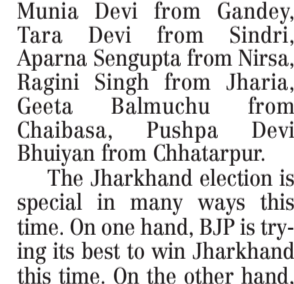 Munia Devi from Gandey,
Tara Devi from Sindri,
Aparna Sengupta from Nirsa,
Ragini Singh from Jharia,
Geeta Balmuchu from
Chaibasa, Pushpa Devi
Bhuiyan from Chhatarpur.
The Jharkhand election is
special in many ways this
time. On one hand, BJP is try-
ing its best to win Jharkhand
this time. On the other hand,